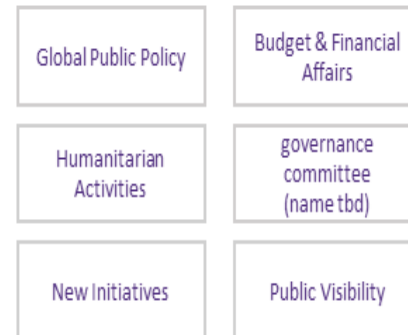 Global Public Policy
Budget & Financial
Affairs
Humanitarian
Activities
governance
committee
(name tbd)
New Initiatives
Public Visibility